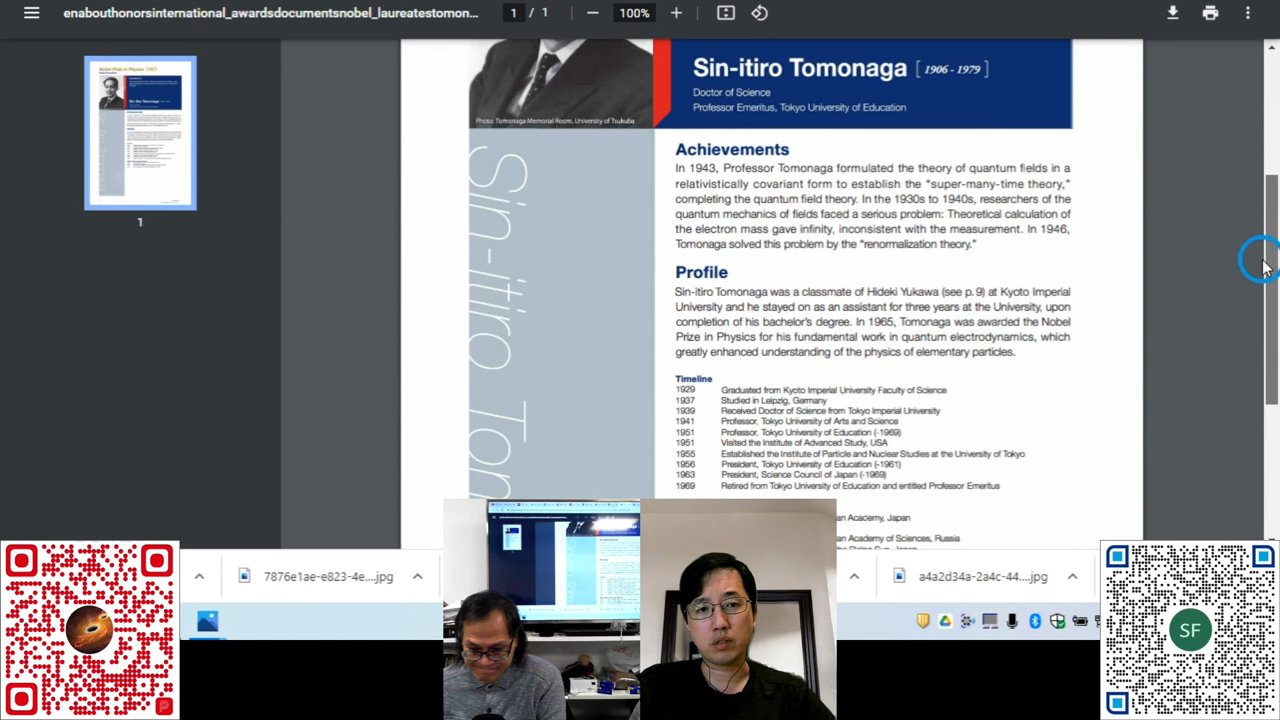 enabouthonorsinternational_awardsdocumentsnobel_laureatestomon...
1 / 1
100%
1
Sin-itiro Tomonaga [ 1906 - 1979 ]
Doctor of Science
Professor Emeritus, Tokyo University of Education
Photo: Tomonaga Memorial Room, University of Tsukuba
Sin-itiro Ton
Achievements
In 1943, Professor Tomonaga formulated the theory of quantum fields in a
relativistically covariant form to establish the “super-many-time theory,”
completing the quantum field theory. In the 1930s to 1940s, researchers of the
quantum mechanics of fields faced a serious problem: Theoretical calculation of
the electron mass gave infinity, inconsistent with the measurement. In 1946,
Tomonaga solved this problem by the “renormalization theory.”
Profile
Sin-itiro Tomonaga was a classmate of Hideki Yukawa (see p. 9) at Kyoto Imperial
University and he stayed on as an assistant for three years at the University, upon
completion of his bachelor's degree. In 1965, Tomonaga was awarded the Nobel
Prize in Physics for his fundamental work in quantum electrodynamics, which
greatly enhanced understanding of the physics of elementary particles.
Timeline
1929 Graduated from Kyoto Imperial University Faculty of Science
1937 Studied in Leipzig, Germany
1939 Received Doctor of Science from Tokyo Imperial University
1941 Professor, Tokyo University of Arts and Science
1951 Professor, Tokyo University of Education (-1969)
1951 Visited the Institute of Advanced Study, USA
1955 Established the Institute of Particle and Nuclear Studies at the University of Tokyo
1956 President, Tokyo University of Education (-1961)
1963 President, Science Council of Japan (-1969)
1969 Retired from Tokyo University of Education and entitled Professor Emeritus
an Academy, Japan
an Academy of Sciences, Russia
7876e1ae-e823-4e....jpg
a4a2d34a-2a4c-44....jpg
SF